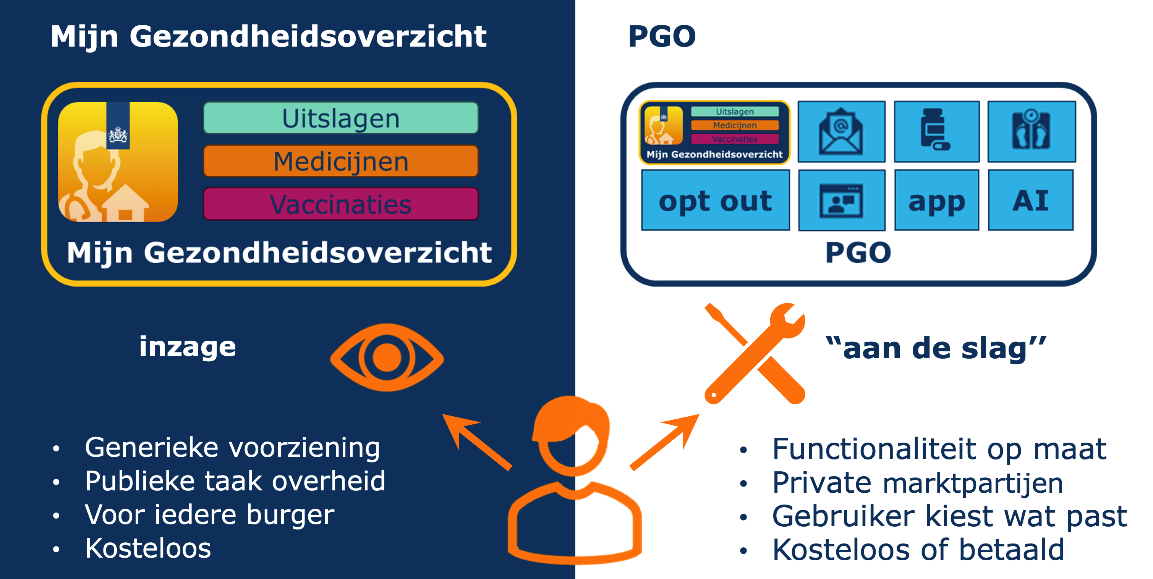 Mijn Gezondheidsoverzicht
Uitslagen
Medicijnen
Vaccinaties
Mijn Gezondheidsoverzicht
inzage
• Generieke voorziening
• Publieke taak overheid
• Voor iedere burger
• Kosteloos
PGO
Uitslagen
Medicijnen
Vaccinaties
Mijn Gezondheidsoverzicht
@
opt out
app
AI
PGO
“aan de slag”
• Functionaliteit op maat
• Private marktpartijen
• Gebruiker kiest wat past
• Kosteloos of betaald